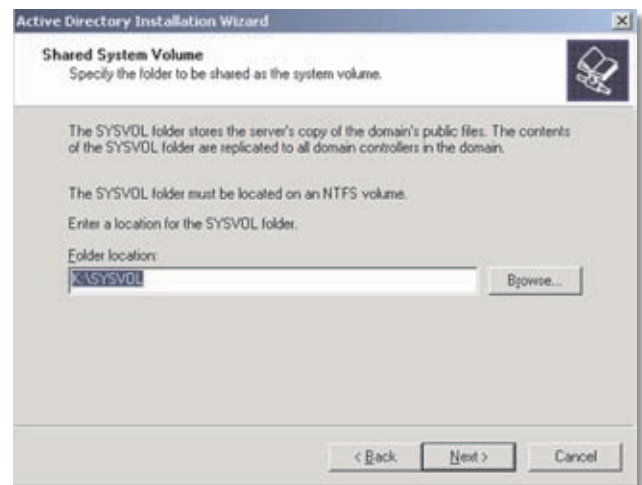 Active Directory Installation Wizard
Shared System Volume
Specify the folder to be shared as the system volume.
The SYSVOL folder stores the server's copy of the domain's public files. The contents
of the SYSVOL folder are replicated to all domain controllers in the domain.
The SYSVOL folder must be located on an NTFS volume.
Enter a location for the SYSVOL folder.
Folder location:
X:\SYSVOL
Browse...
< Back
Next >
Cancel